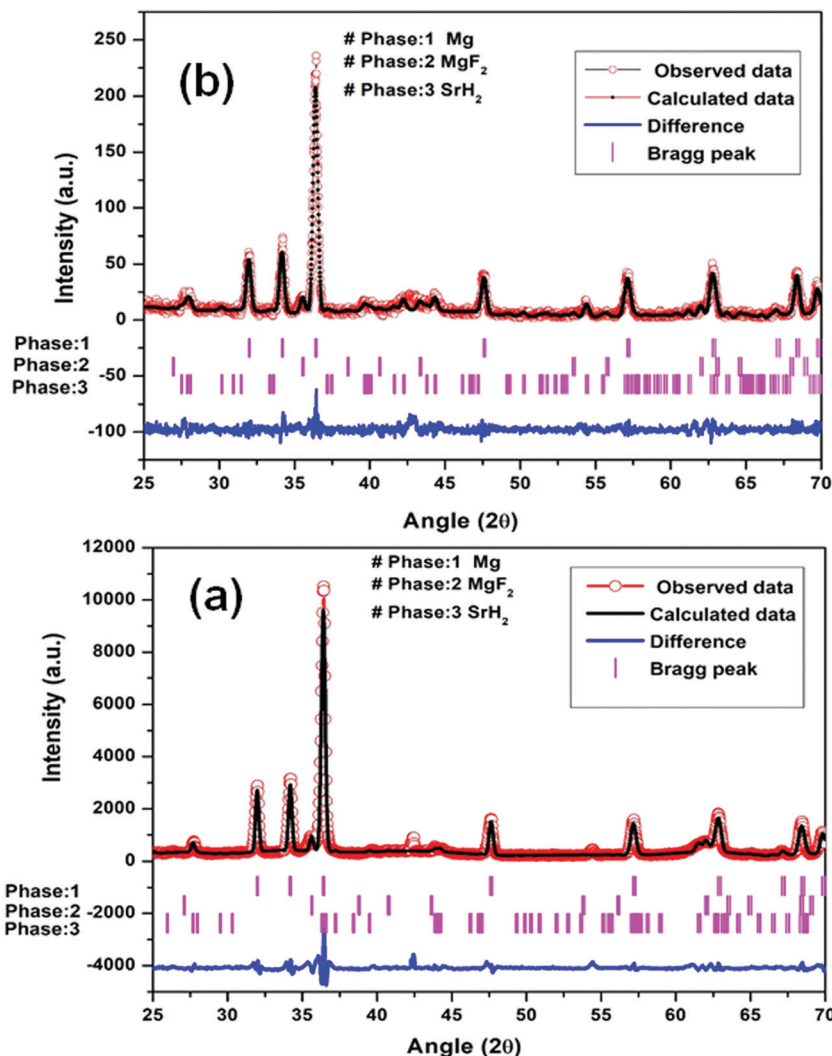 (b)
# Phase:1 Mg
# Phase:2 MgF₂
# Phase:3 SrH₂
Observed data
Calculated data
Difference
Bragg peak
Intensity (a.u.)
250
200
150
100
50
0
-50
-100
Phase:1
Phase:2
Phase:3
25 30 35 40 45 50 55 60 65 70
Angle (2θ)
(a)
# Phase:1 Mg
# Phase:2 MgF₂
# Phase:3 SrH₂
Observed data
Calculated data
Difference
Bragg peak
Intensity (a.u.)
12000
10000
8000
6000
4000
2000
0
-2000
-4000
Phase:1
Phase:2
Phase:3
25 30 35 40 45 50 55 60 65 70
Angle (2θ)